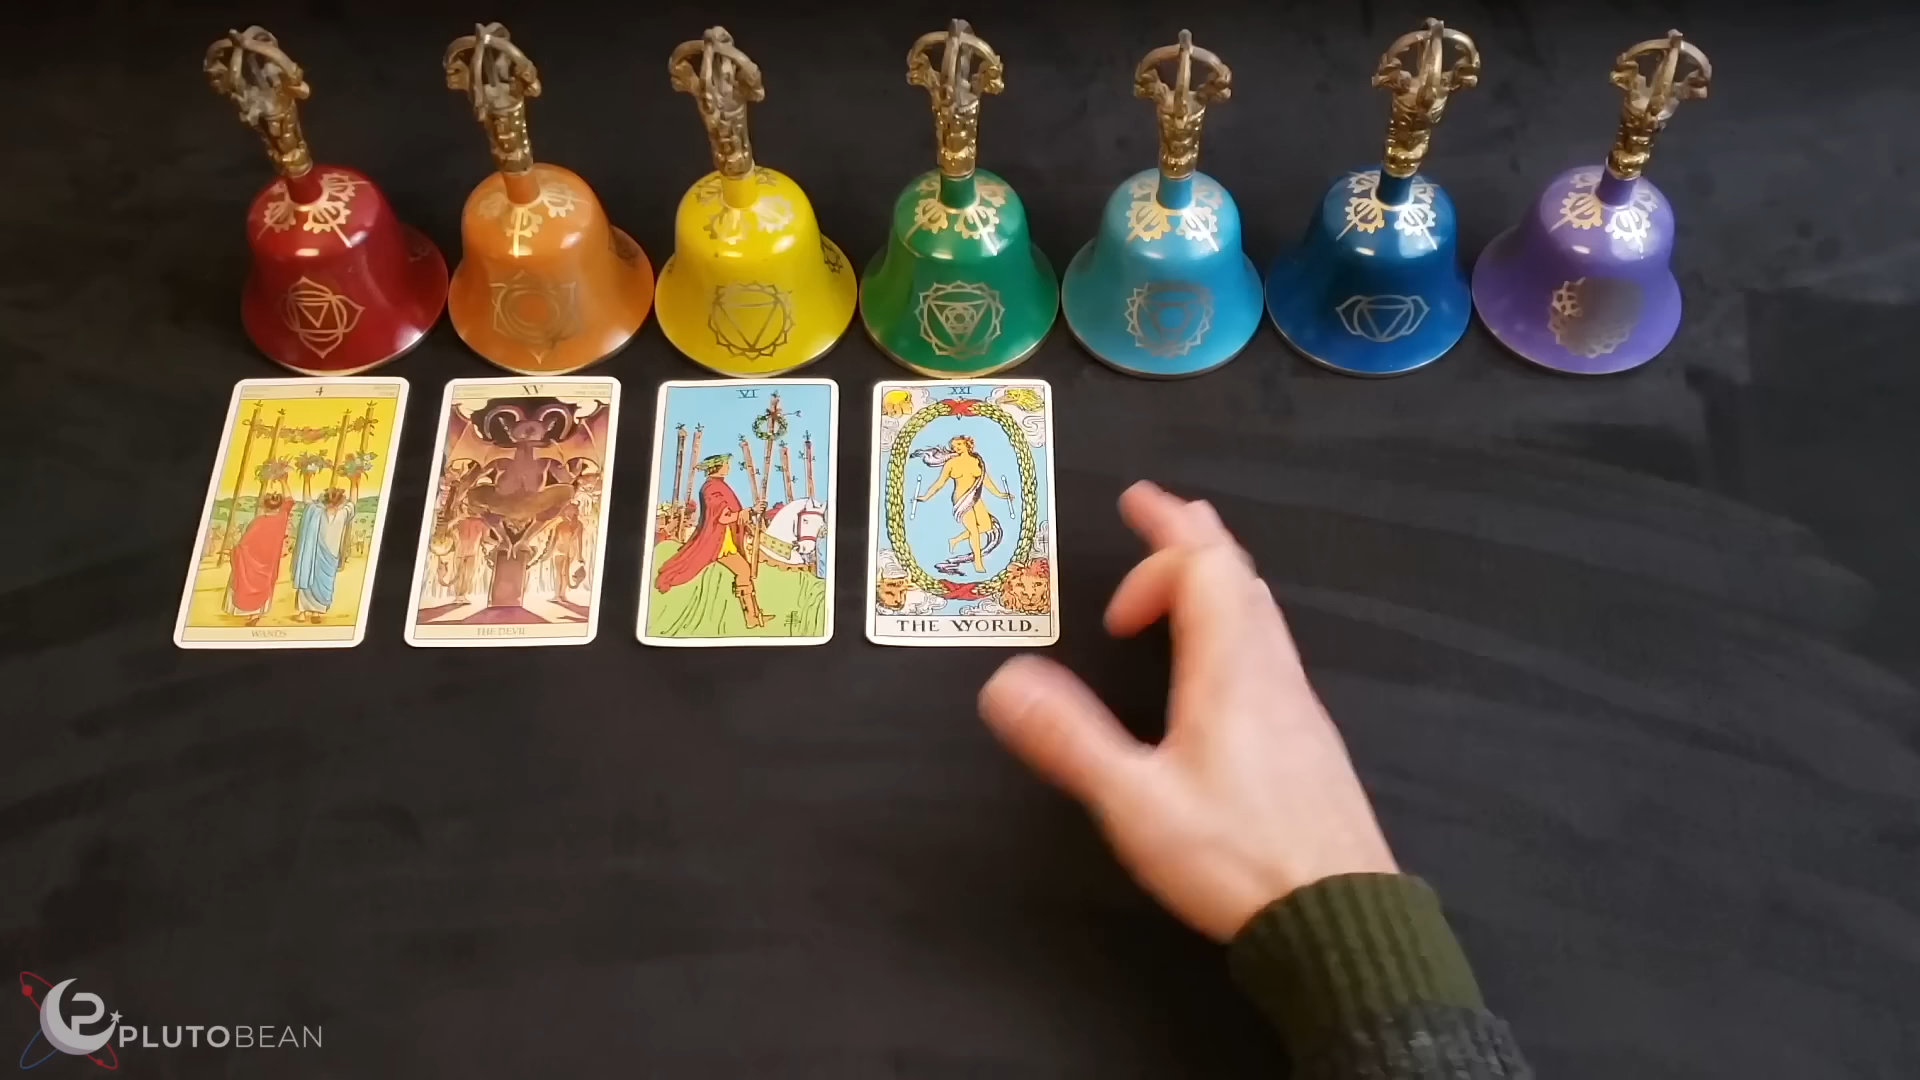 4
WANDS
XV
THE DEVIL
VI
XXI
THE WORLD.
PLUTOBEAN